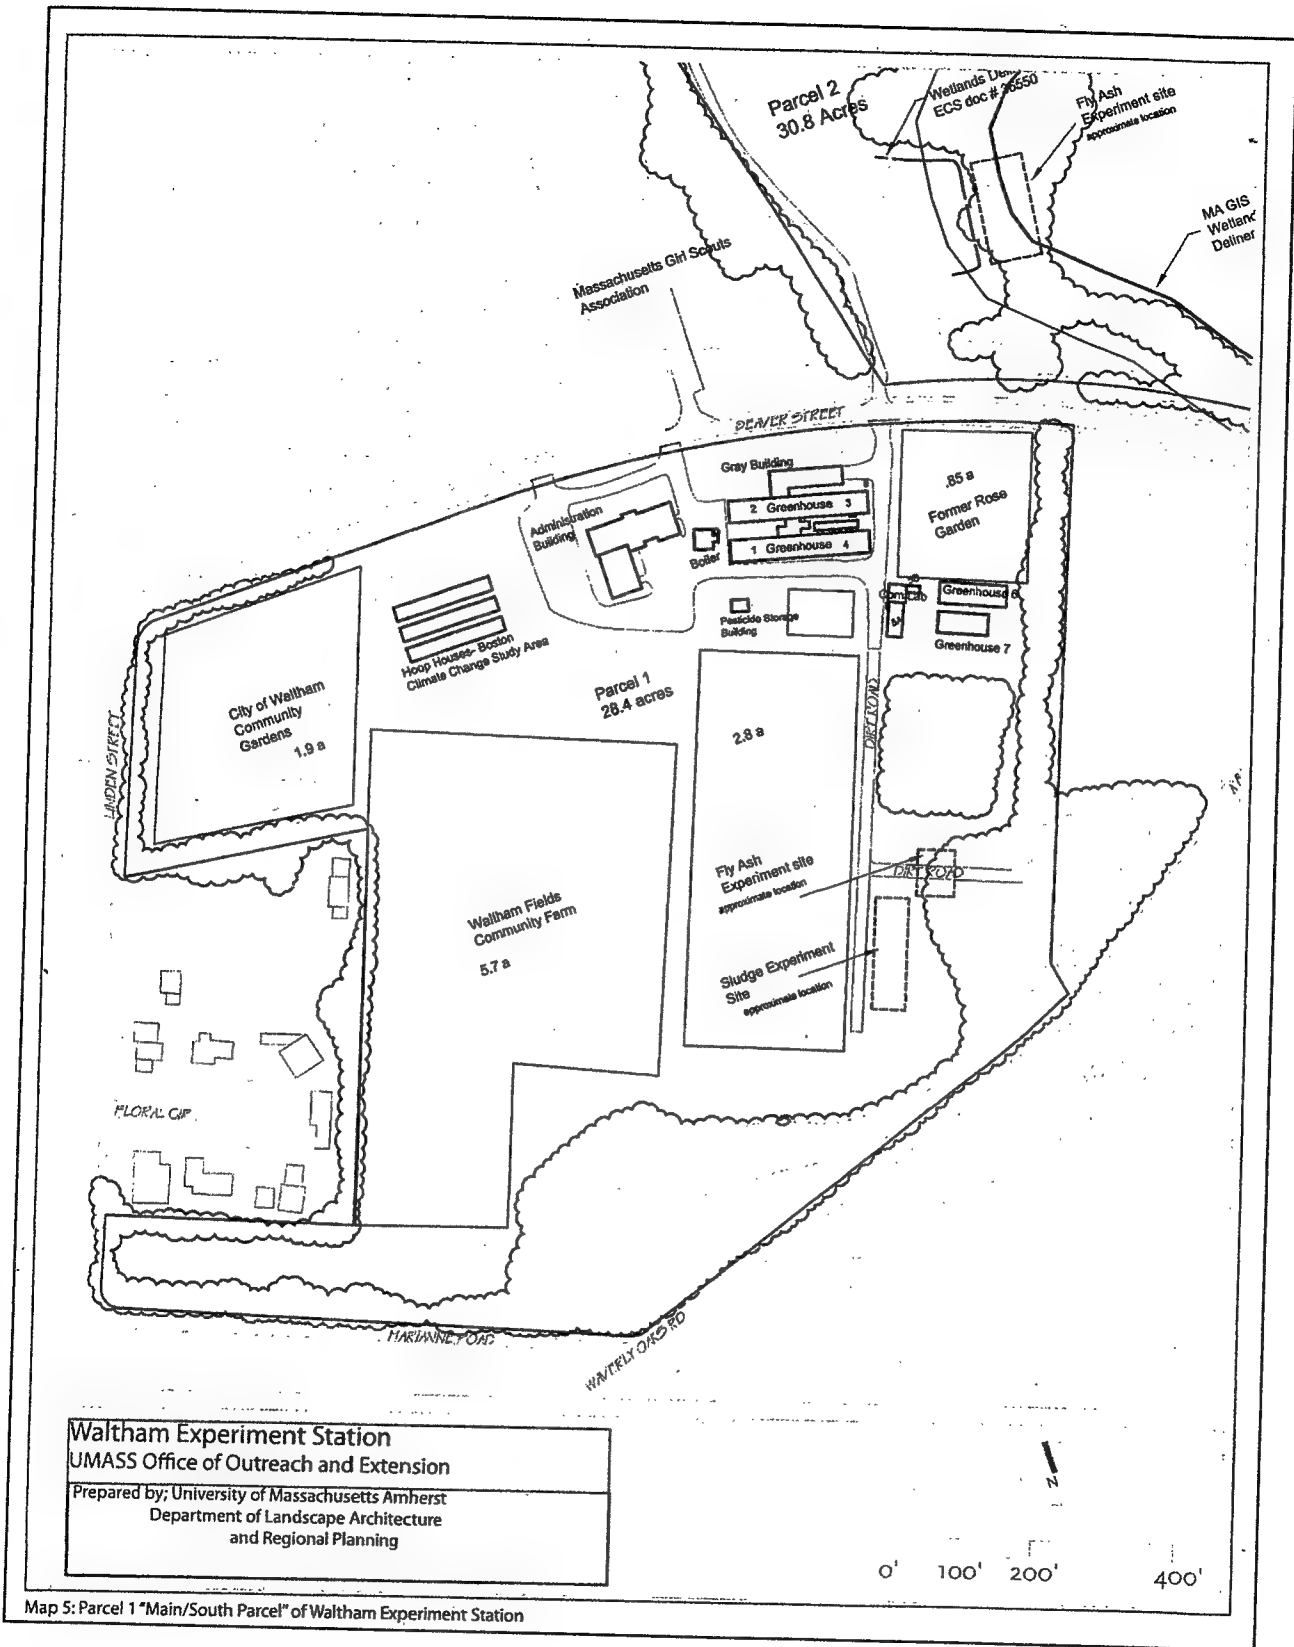 Parcel 2
30.8 Acres
Wetlands
ECS doc #
Fly Ash
Experiment site
approximate location
MA GIS
Massachusetts Girl Scouts
Association
BEAVER STREET
Gray Building
2 Greenhouse 3
1 Greenhouse 4
Administration
Building
Boiler
.85 a
Former Rose
Garden
Greenhouse 6
Greenhouse 7
Pesticide Storage
Building
Hoop Houses- Boston
Climate Change Study Area
Parcel 1
28.4 acres
City of Waltham
Community
Gardens
1.9 a
LINDEN STREET
2.8 a
DIRT ROAD
Fly Ash
Experiment site
approximate location
DIRT ROAD
Waltham Fields
Community Farm
5.7 a
Sludge Experiment
Site
approximate location
FLORAL CIR
MARIANNE ROAD
WAVERLY OAKS RD
Waltham Experiment Station
UMASS Office of Outreach and Extension
Prepared by; University of Massachusetts Amherst
Department of Landscape Architecture
and Regional Planning
N
0' 100' 200' 400'
Map 5: Parcel 1 "Main/South Parcel" of Waltham Experiment Station